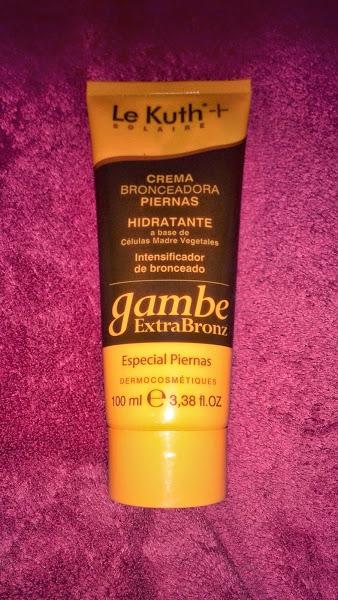 Le Kuth*+
SOLAIRE
CREMA
BRONCEADORA
PIERNAS
HIDRATANTE
a base de
Células Madre Vegetales
Intensificador
de bronceado
gambe
ExtraBronz
Especial Piernas
DERMOCOSMÉTIQUES
100 ml ℮ 3,38 fl.OZ